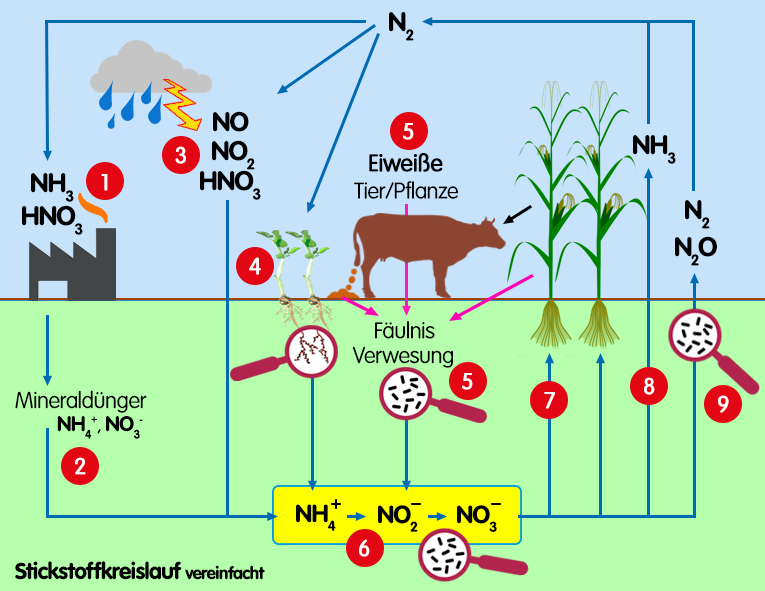 N₂
NO
NO₂
HNO₃
3
5
Eiweiße
Tier/Pflanze
NH₃
1
HNO₃
NH₃
N₂
N₂O
4
Fäulnis
Verwesung
5
Mineraldünger
NH₄⁺, NO₃⁻
2
7
8
9
NH₄⁺ NO₂⁻ NO₃⁻
6
Stickstoffkreislauf vereinfacht